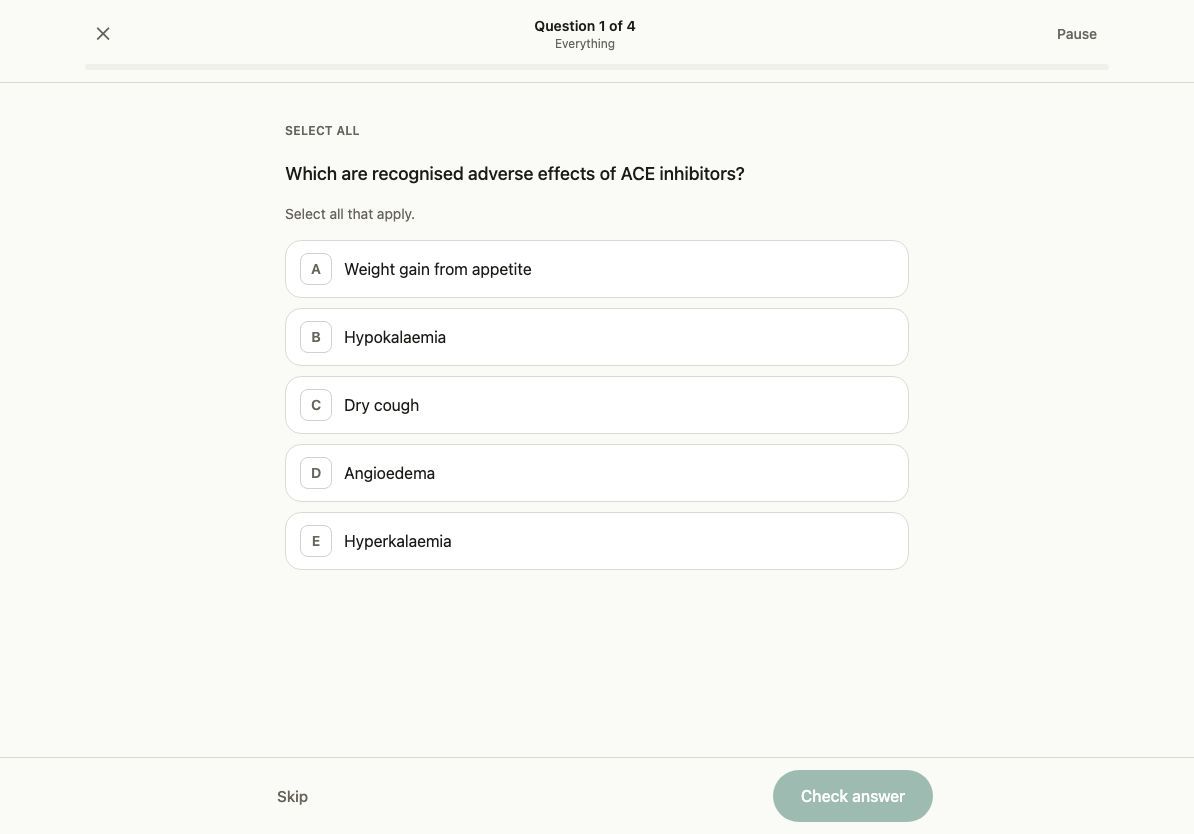 Question 1 of 4
Everything
Pause
SELECT ALL
Which are recognised adverse effects of ACE inhibitors?
Select all that apply.
A Weight gain from appetite
B Hypokalaemia
C Dry cough
D Angioedema
E Hyperkalaemia
Skip
Check answer